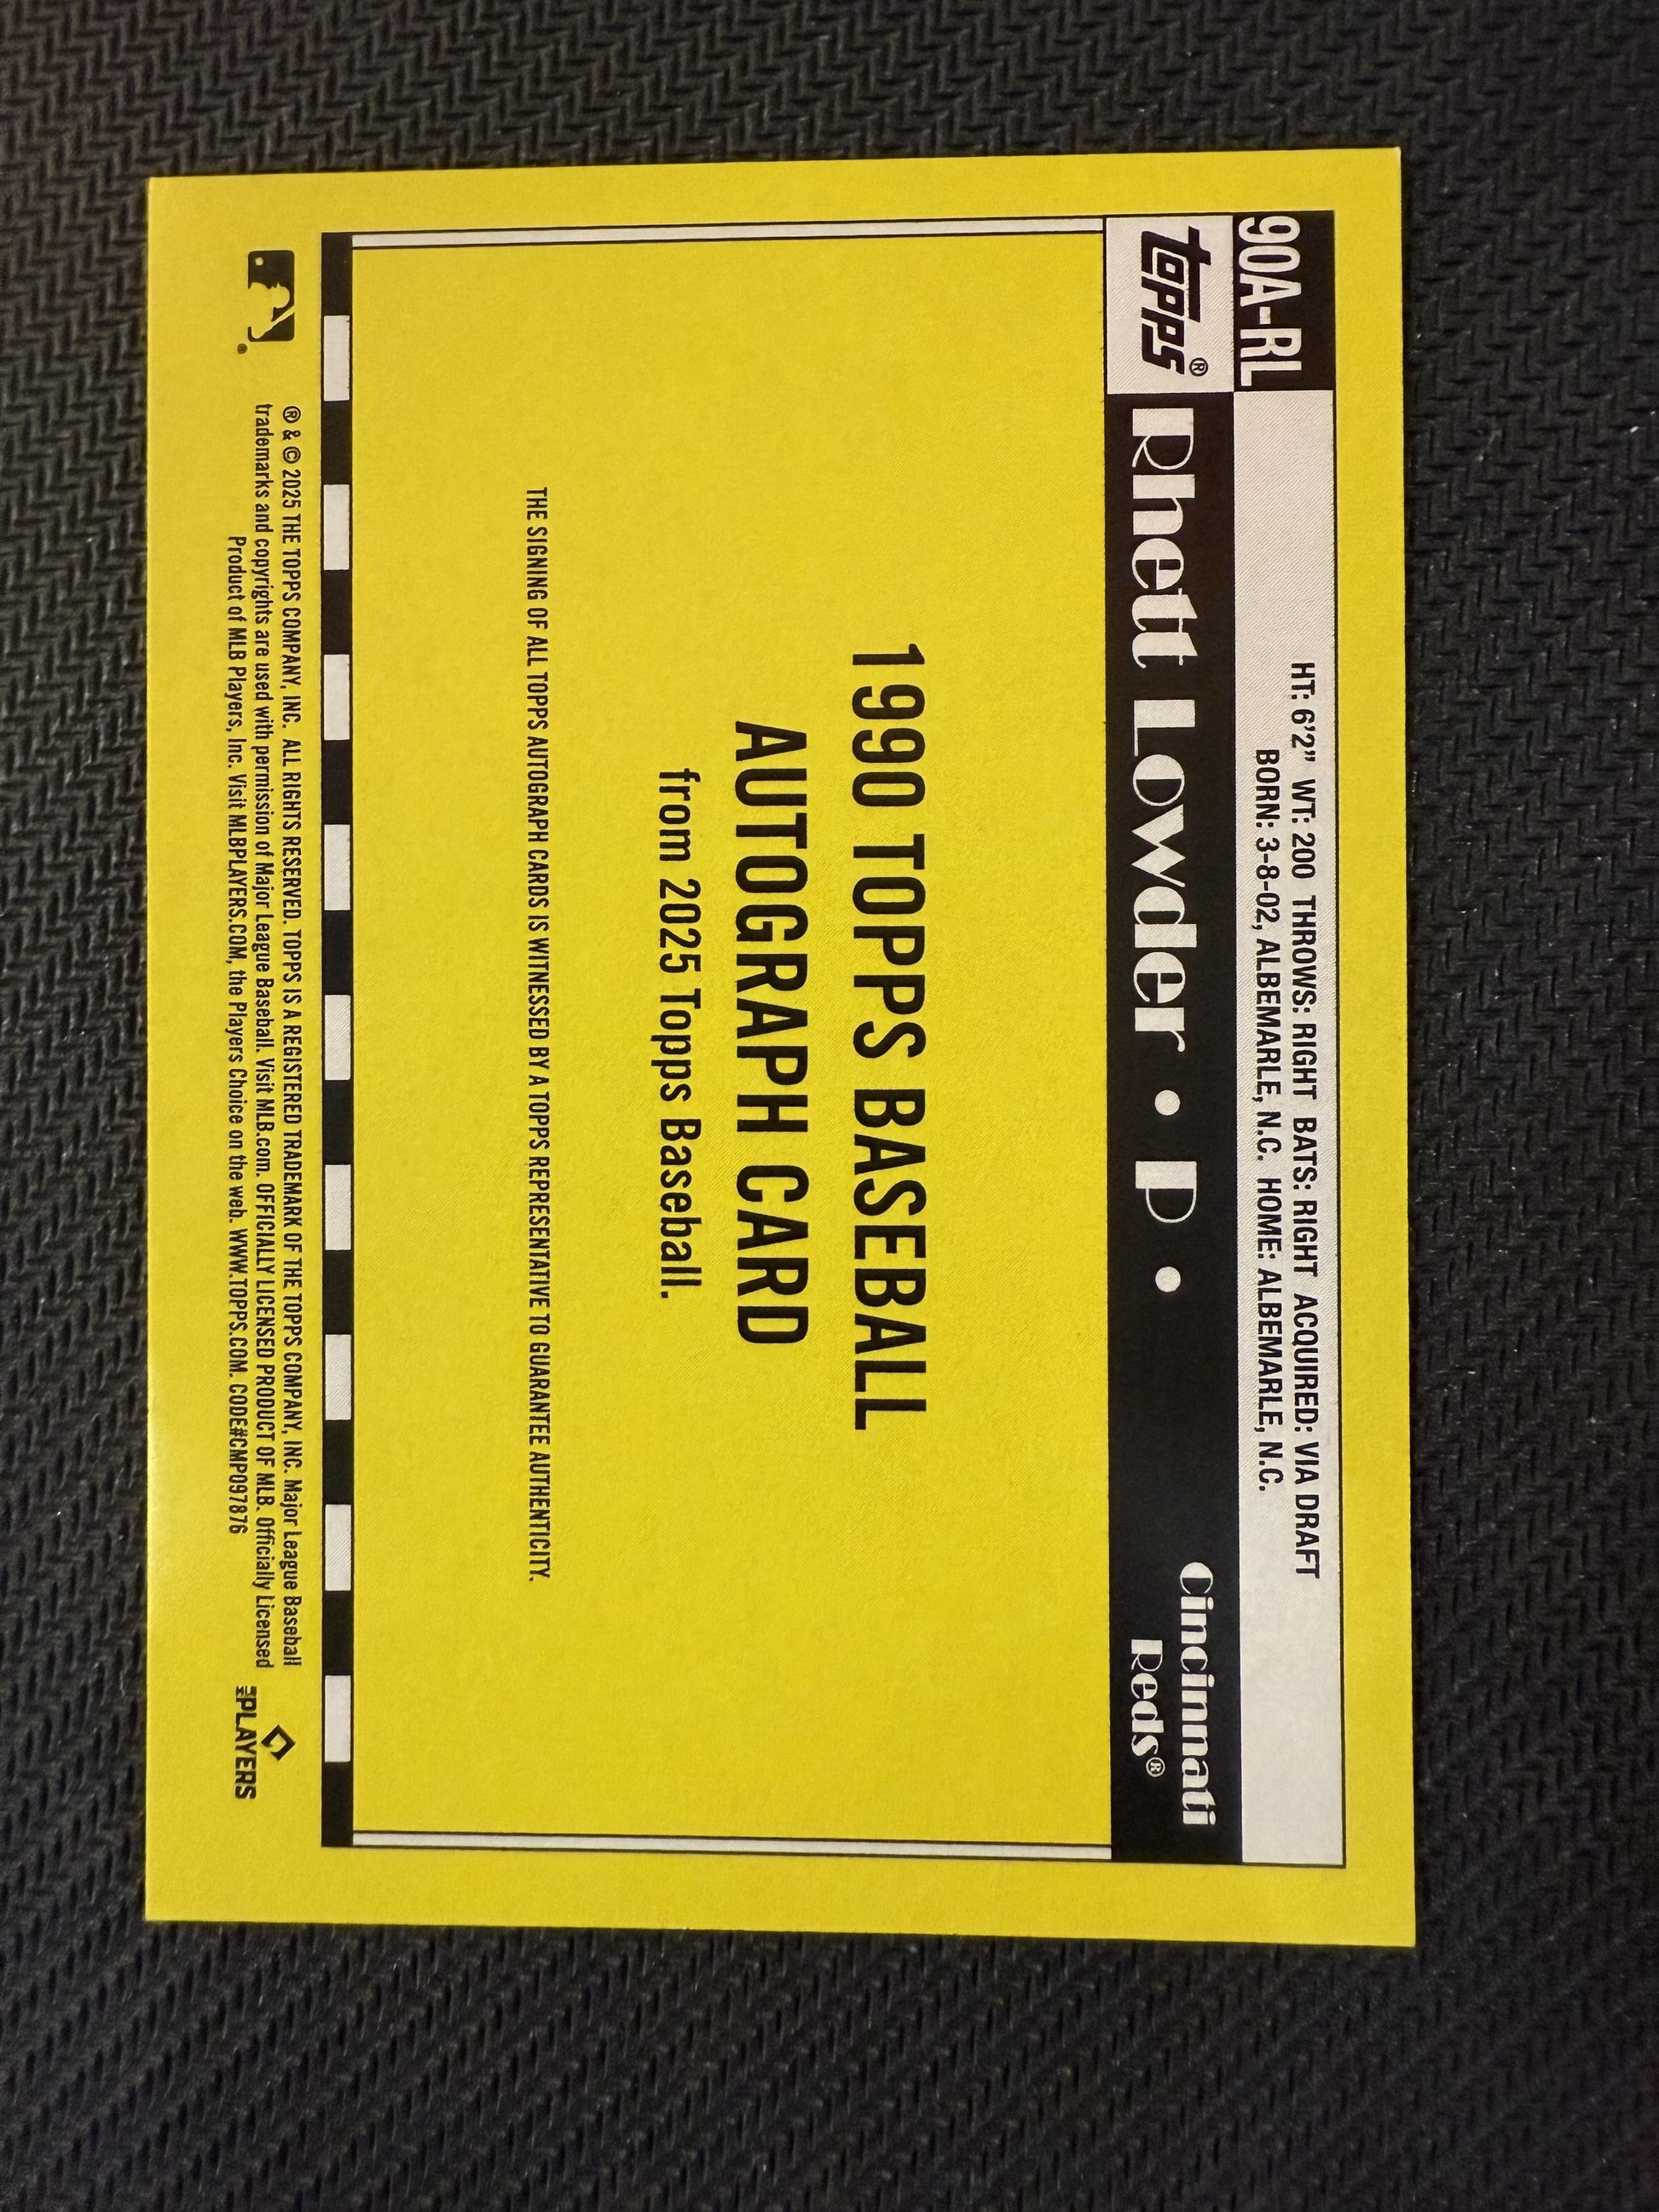 90A-RL
HT: 6'2" WT: 200 THROWS: RIGHT BATS: RIGHT ACQUIRED: VIA DRAFT
BORN: 3-8-02, ALBEMARLE, N.C. HOME: ALBEMARLE, N.C.
Topps®
Rhett Lowder • P •
Cincinnati
Reds®
1990 TOPPS BASEBALL
AUTOGRAPH CARD
from 2025 Topps Baseball.
THE SIGNING OF ALL TOPPS AUTOGRAPH CARDS IS WITNESSED BY A TOPPS REPRESENTATIVE TO GUARANTEE AUTHENTICITY.
® & © 2025 THE TOPPS COMPANY, INC. ALL RIGHTS RESERVED. TOPPS IS A REGISTERED TRADEMARK OF THE TOPPS COMPANY, INC. Major League Baseball
trademarks and copyrights are used with permission of Major League Baseball. Visit MLB.com. OFFICIALLY LICENSED PRODUCT OF MLB. Officially Licensed
Product of MLB Players, Inc. Visit MLBPLAYERS.COM, the Players Choice on the web. WWW.TOPPS.COM. CODE#CMP097876
MLB PLAYERS